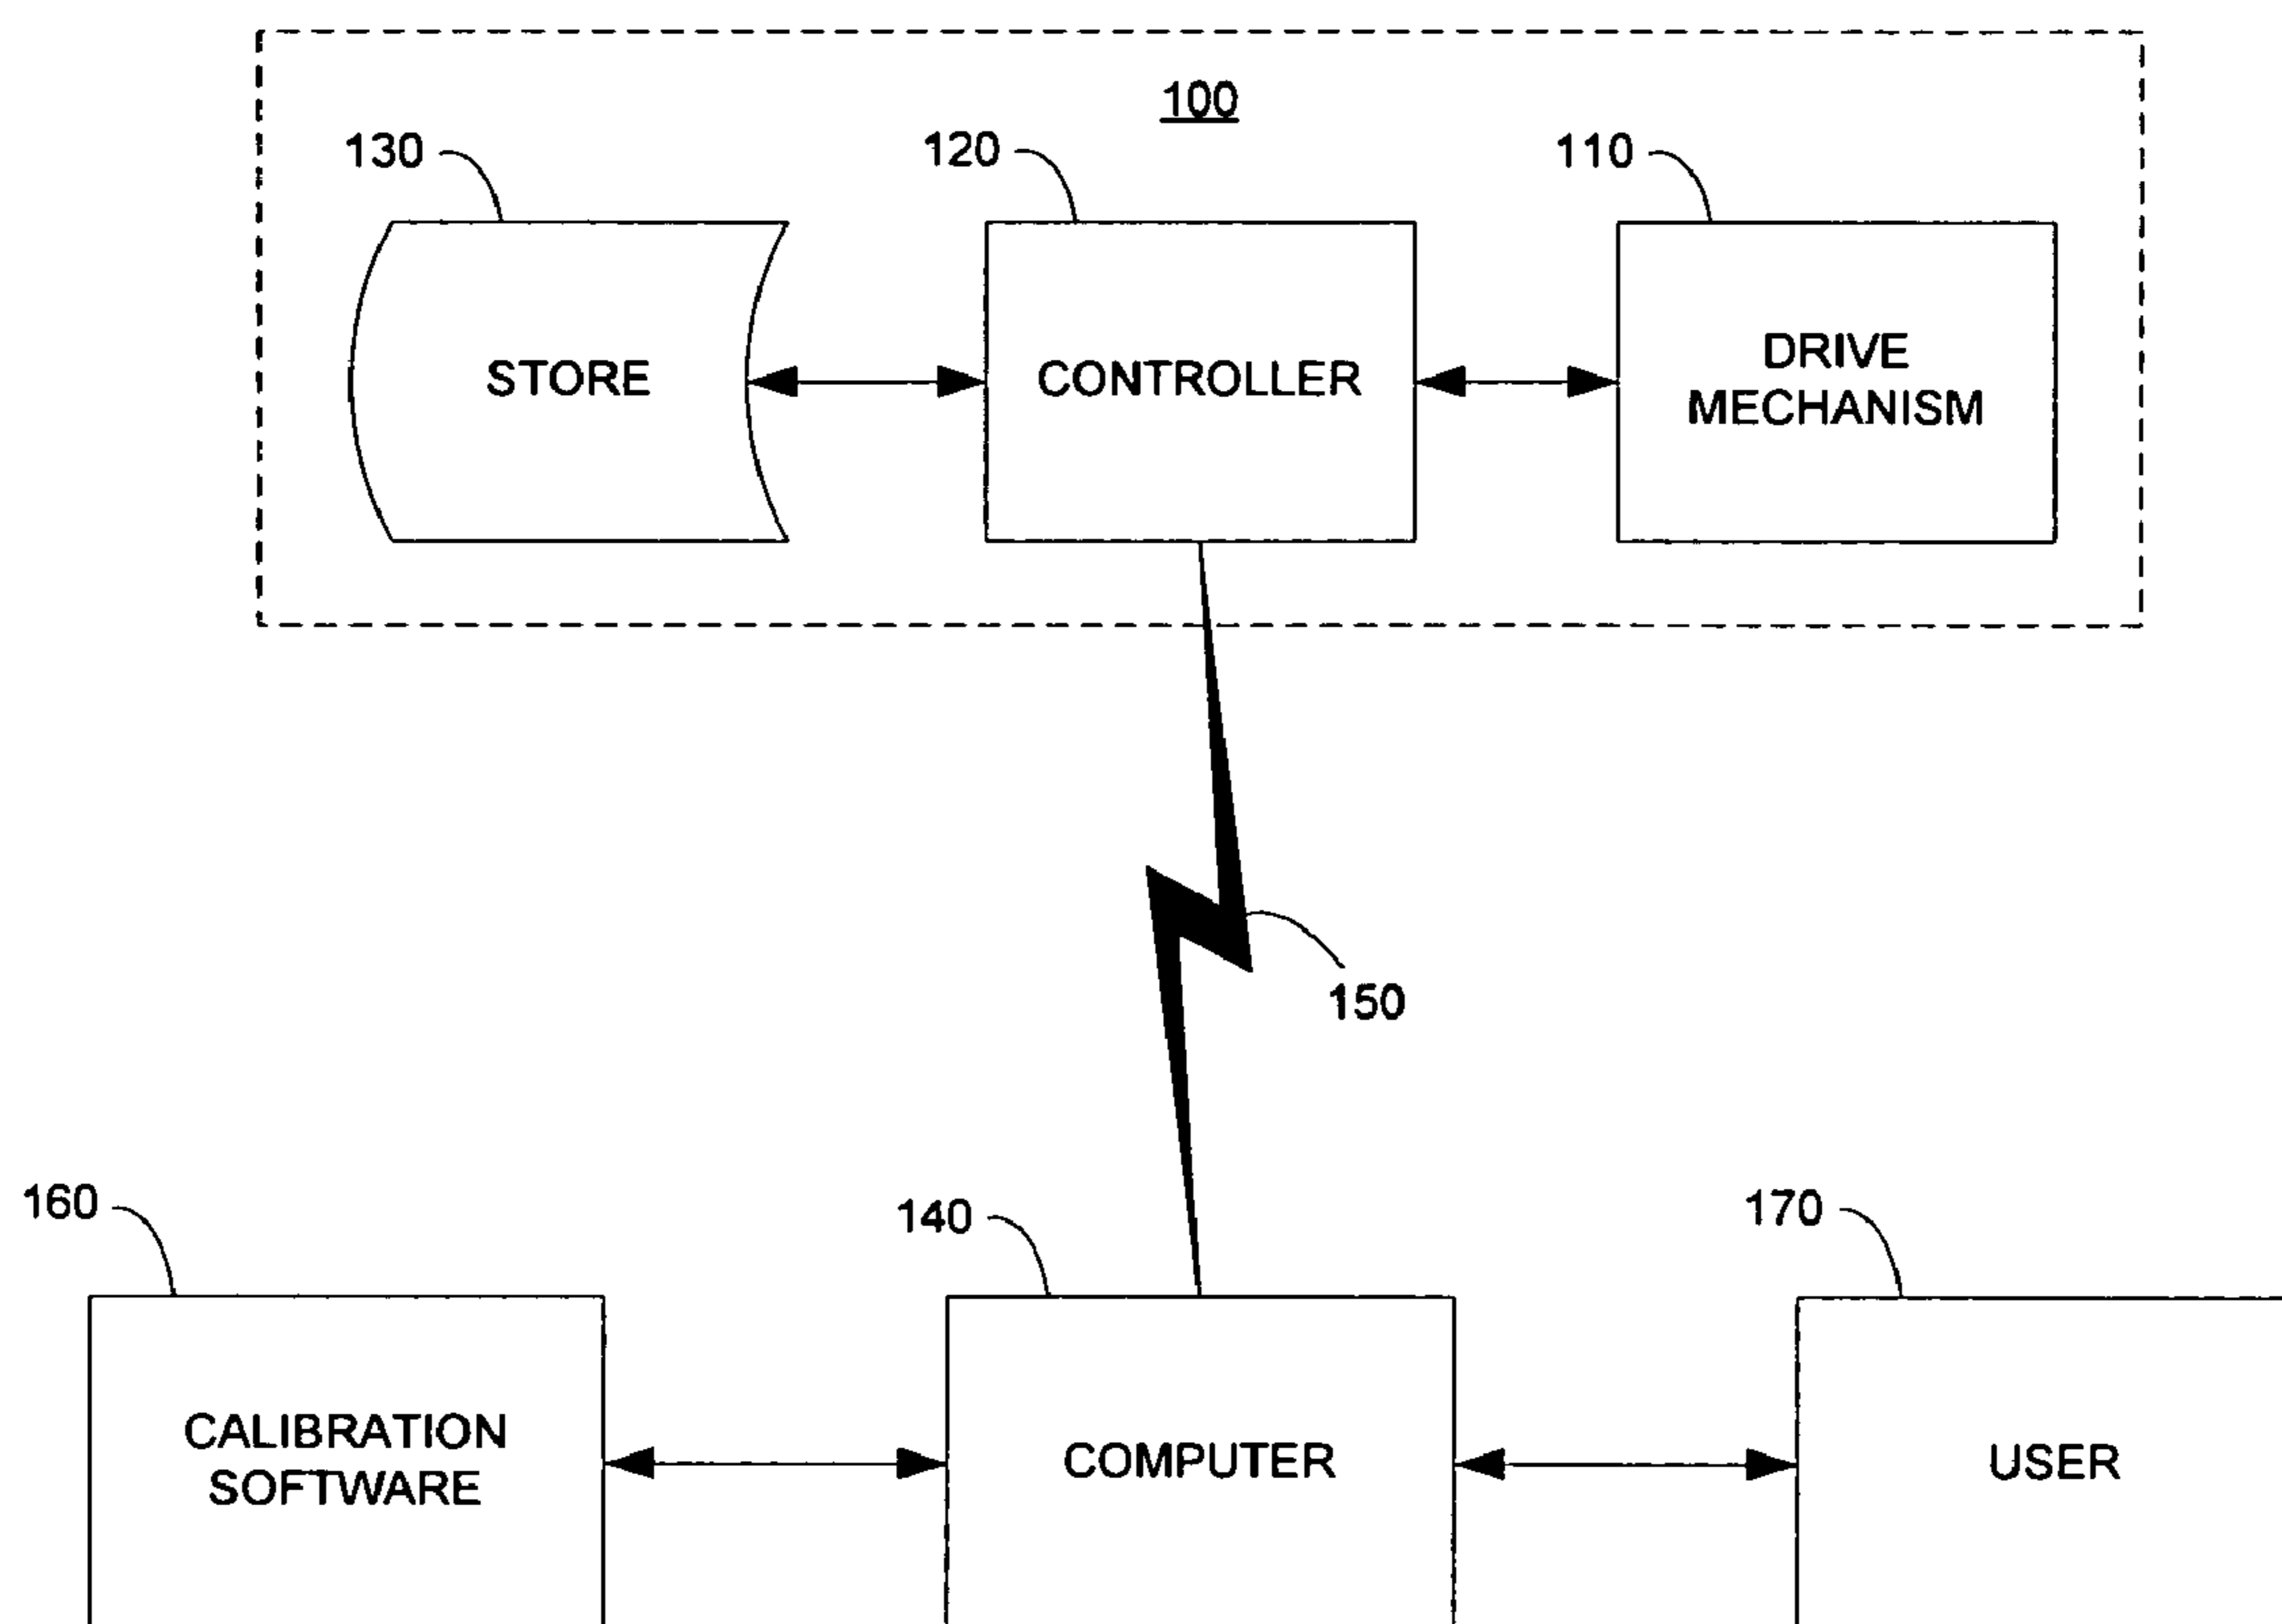 100
130
120
110
STORE
CONTROLLER
DRIVE
MECHANISM
150
160
140
170
CALIBRATION
SOFTWARE
COMPUTER
USER